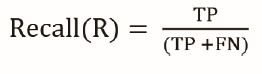 Recall(R) = TP / (TP +FN)